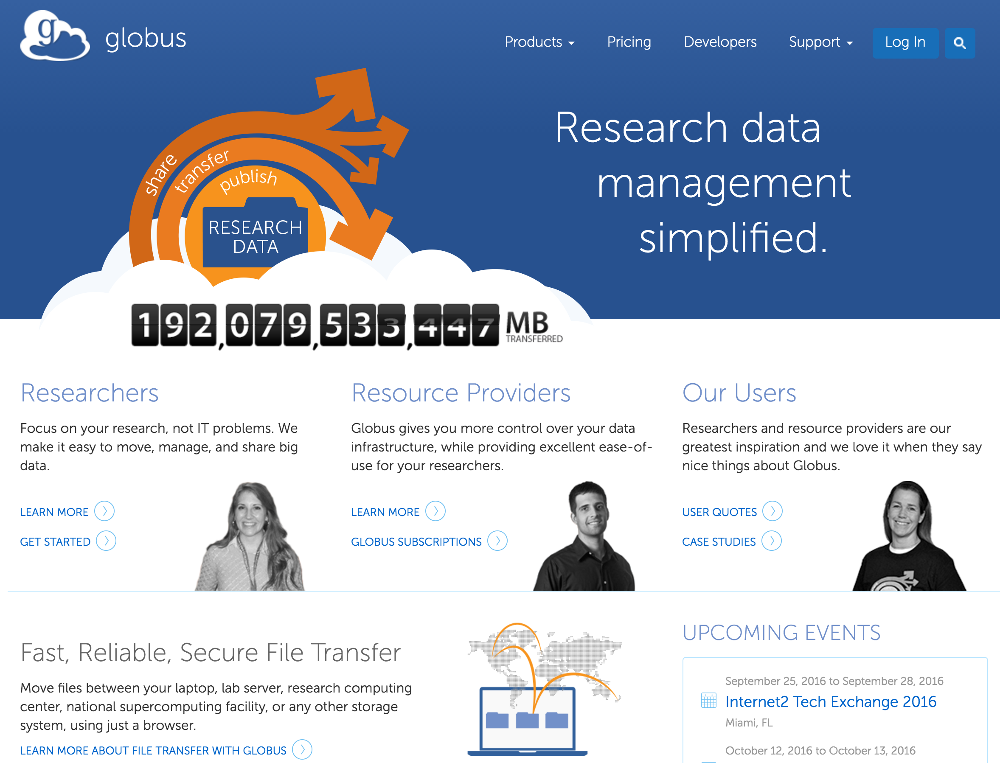 g
globus
Products
Pricing
Developers
Support
Log In
Research data
management
simplified.
share
transfer
publish
RESEARCH
DATA
192,079,533,447 MB
TRANSFERRED
Researchers
Focus on your research, not IT problems. We
make it easy to move, manage, and share big
data.
LEARN MORE
GET STARTED
Resource Providers
Globus gives you more control over your data
infrastructure, while providing excellent ease-of-
use for your researchers.
LEARN MORE
GLOBUS SUBSCRIPTIONS
Our Users
Researchers and resource providers are our
greatest inspiration and we love it when they say
nice things about Globus.
USER QUOTES
CASE STUDIES
Fast, Reliable, Secure File Transfer
Move files between your laptop, lab server, research computing
center, national supercomputing facility, or any other storage
system, using just a browser.
LEARN MORE ABOUT FILE TRANSFER WITH GLOBUS
UPCOMING EVENTS
September 25, 2016 to September 28, 2016
Internet2 Tech Exchange 2016
Miami, FL
October 12, 2016 to October 13, 2016